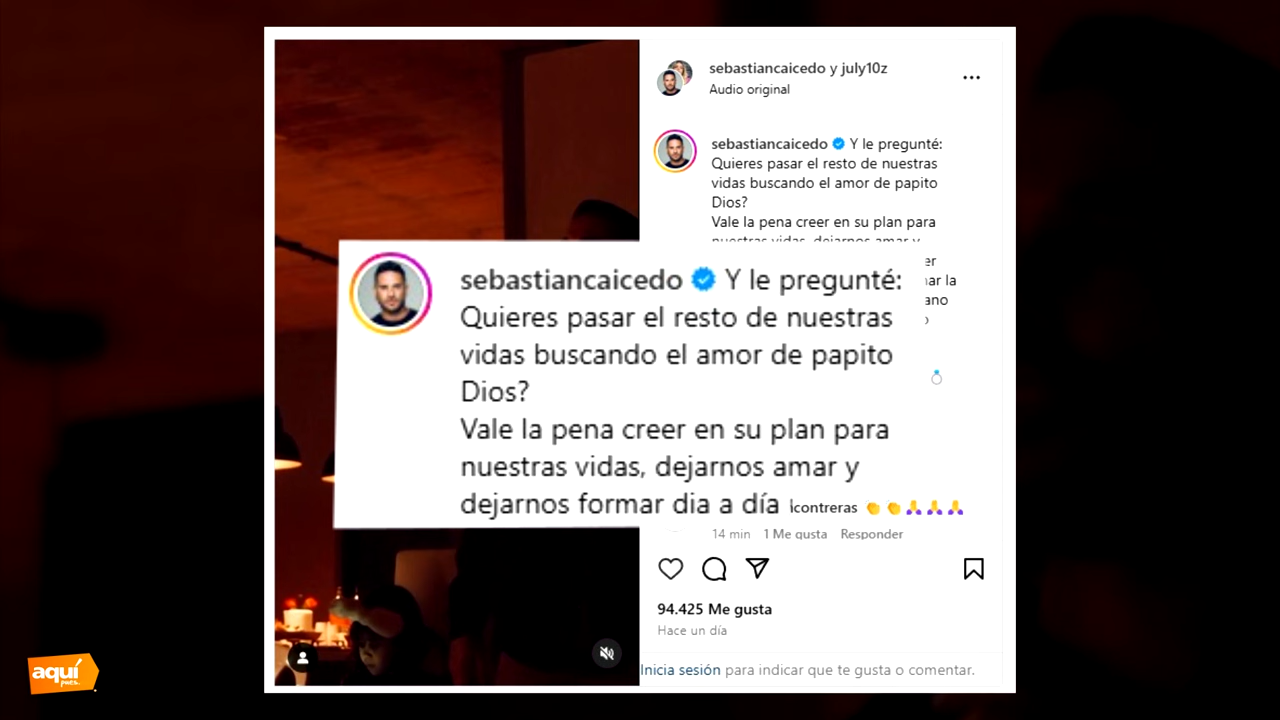 sebastiancaicedo y july10z
Audio original
sebastiancaicedo Y le pregunté:
Quieres pasar el resto de nuestras
vidas buscando el amor de papito
Dios?
Vale la pena creer en su plan para
nuestras vidas, dejarnos amar y
sebastiancaicedo Y le pregunté:
Quieres pasar el resto de nuestras
vidas buscando el amor de papito
Dios?
Vale la pena creer en su plan para
nuestras vidas, dejarnos amar y
dejarnos formar dia a día
lcontreras 👏👏🙏🙏🙏
14 min 1 Me gusta Responder
94.425 Me gusta
Hace un día
Inicia sesión para indicar que te gusta o comentar.
aquí
pues.